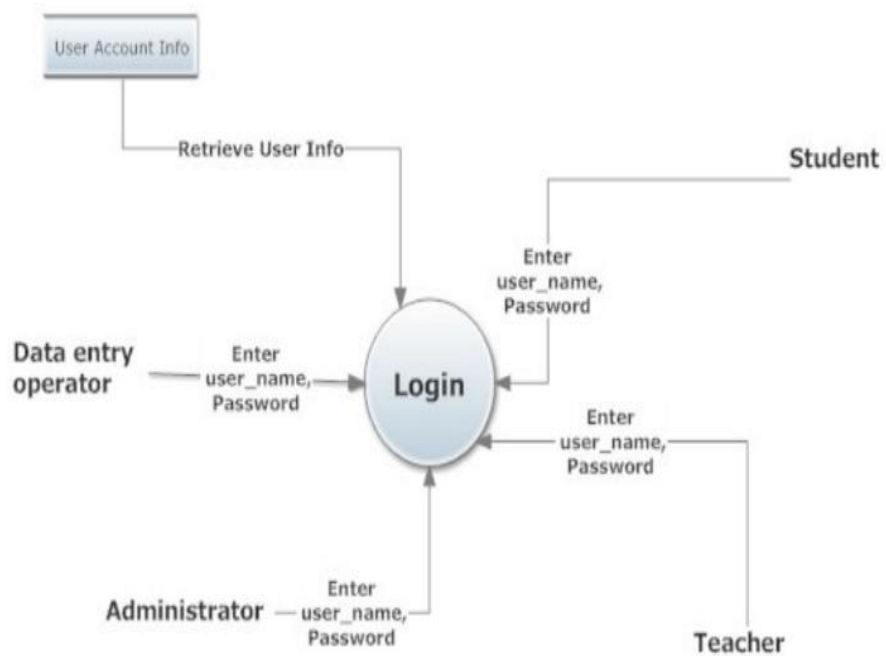 User Account Info
Retrieve User Info
Student
Enter
user_name,
Password
Data entry
operator
Enter
user_name,
Password
Login
Enter
user_name,
Password
Administrator
Enter
user_name,
Password
Teacher